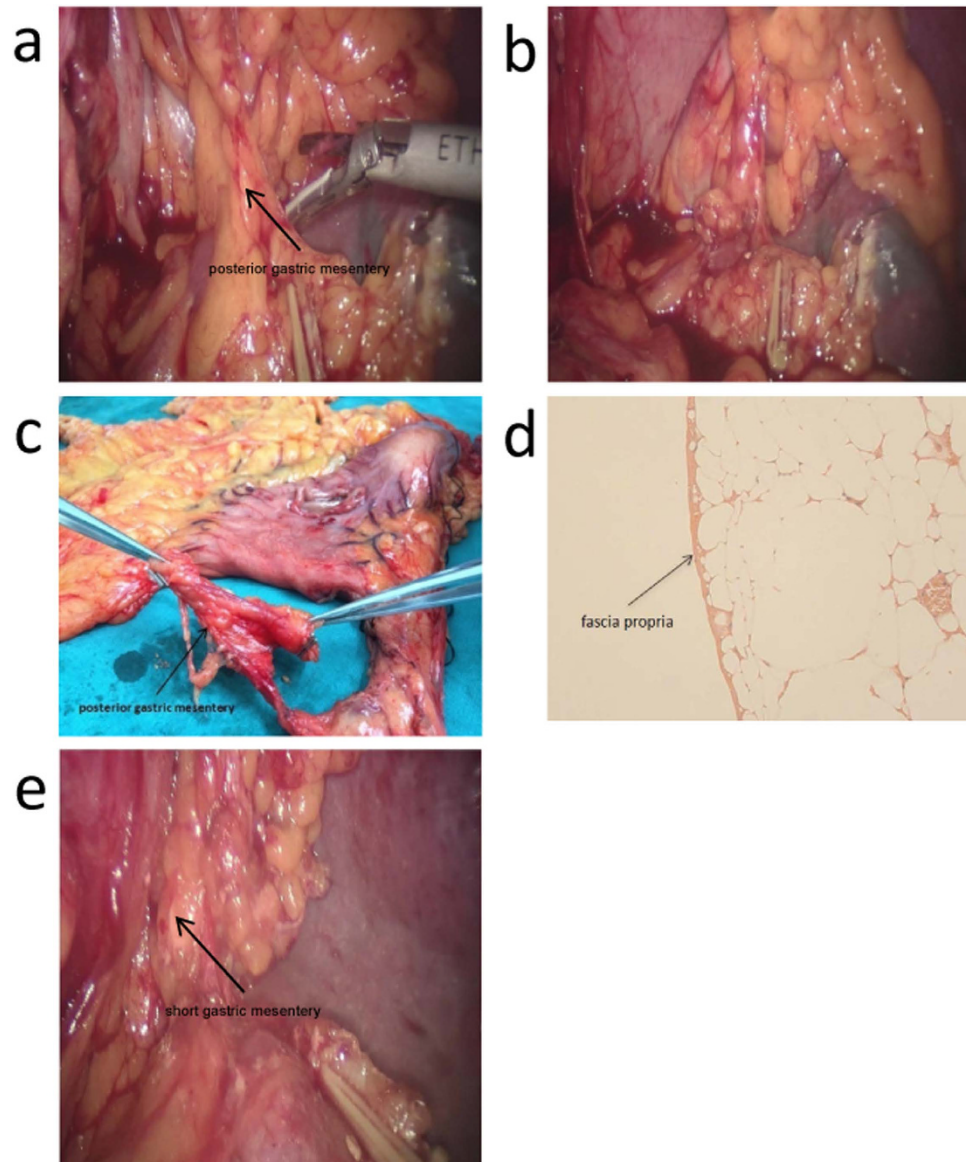 a
b
ETH
posterior gastric mesentery
c
d
posterior gastric mesentery
fascia propria
e
short gastric mesentery